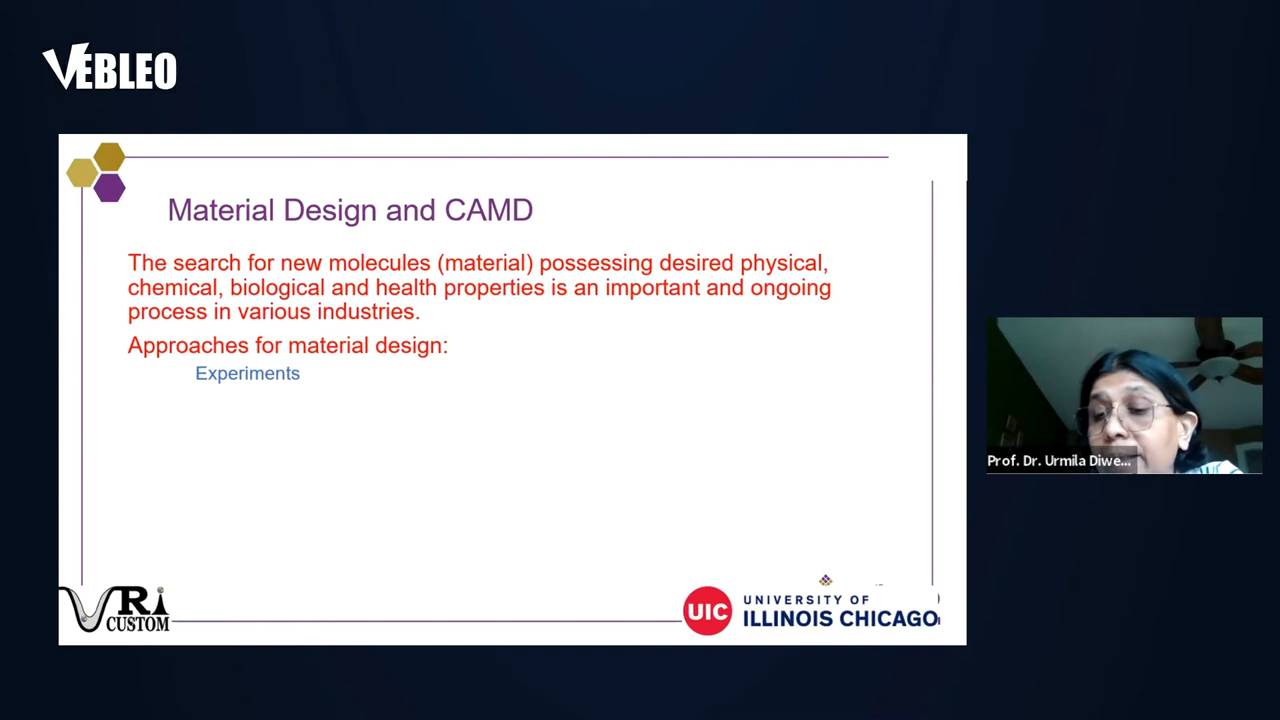 VEBLEO
Material Design and CAMD
The search for new molecules (material) possessing desired physical,
chemical, biological and health properties is an important and ongoing
process in various industries.
Approaches for material design:
Experiments
Prof. Dr. Urmila Diwe...
VRi
CUSTOM
UIC
UNIVERSITY OF
ILLINOIS CHICAGO